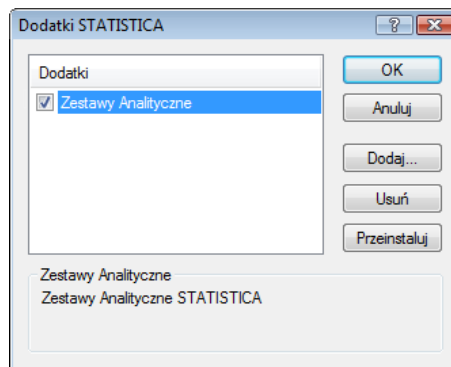 Dodatki STATISTICA
Dodatki
Zestawy Analityczne
OK
Anuluj
Dodaj...
Usuń
Przeinstaluj
Zestawy Analityczne
Zestawy Analityczne STATISTICA